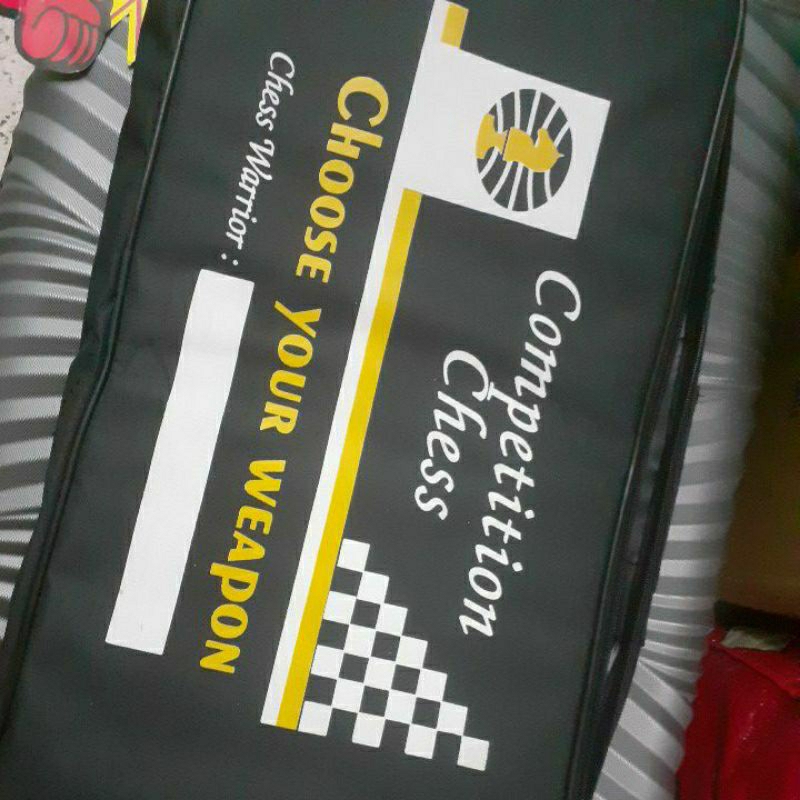 Competition
Chess
CHOOSE YOUR WEAPON
Chess Warrior :